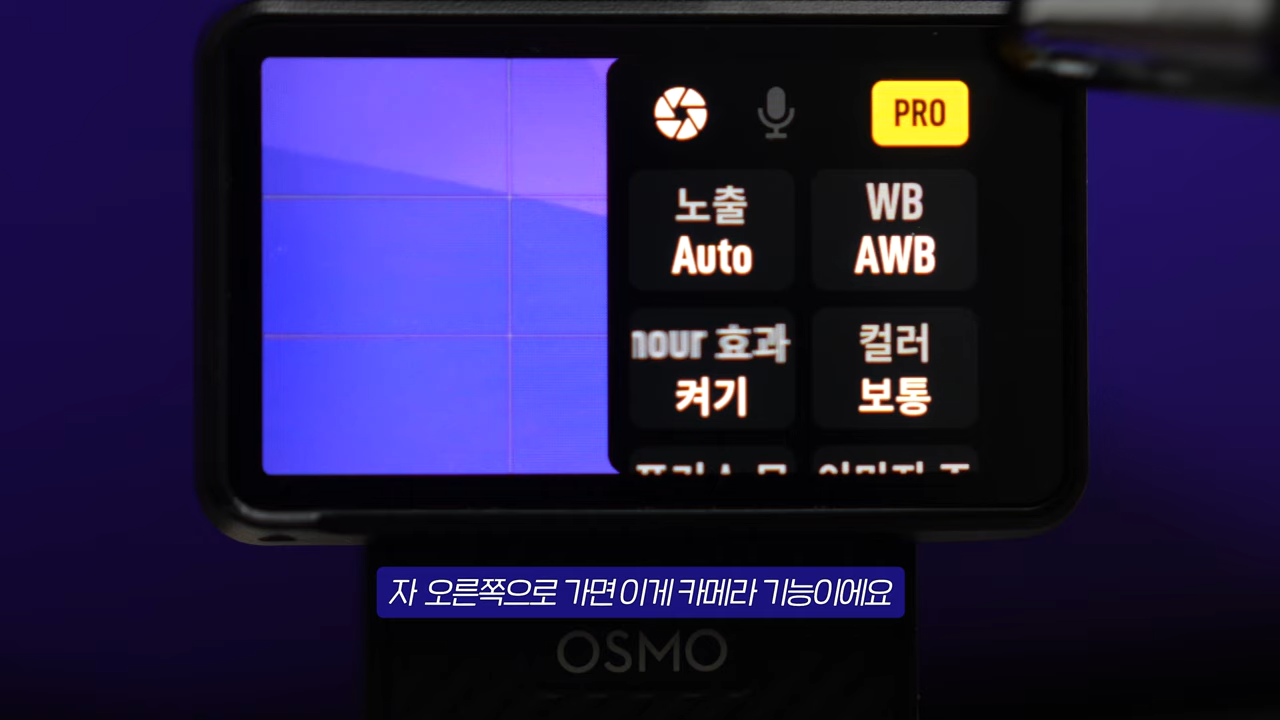 PRO
노출
Auto
WB
AWB
효과
켜기
컬러
보통
자 오른쪽으로 가면 이게 카메라 기능이에요
OSMO